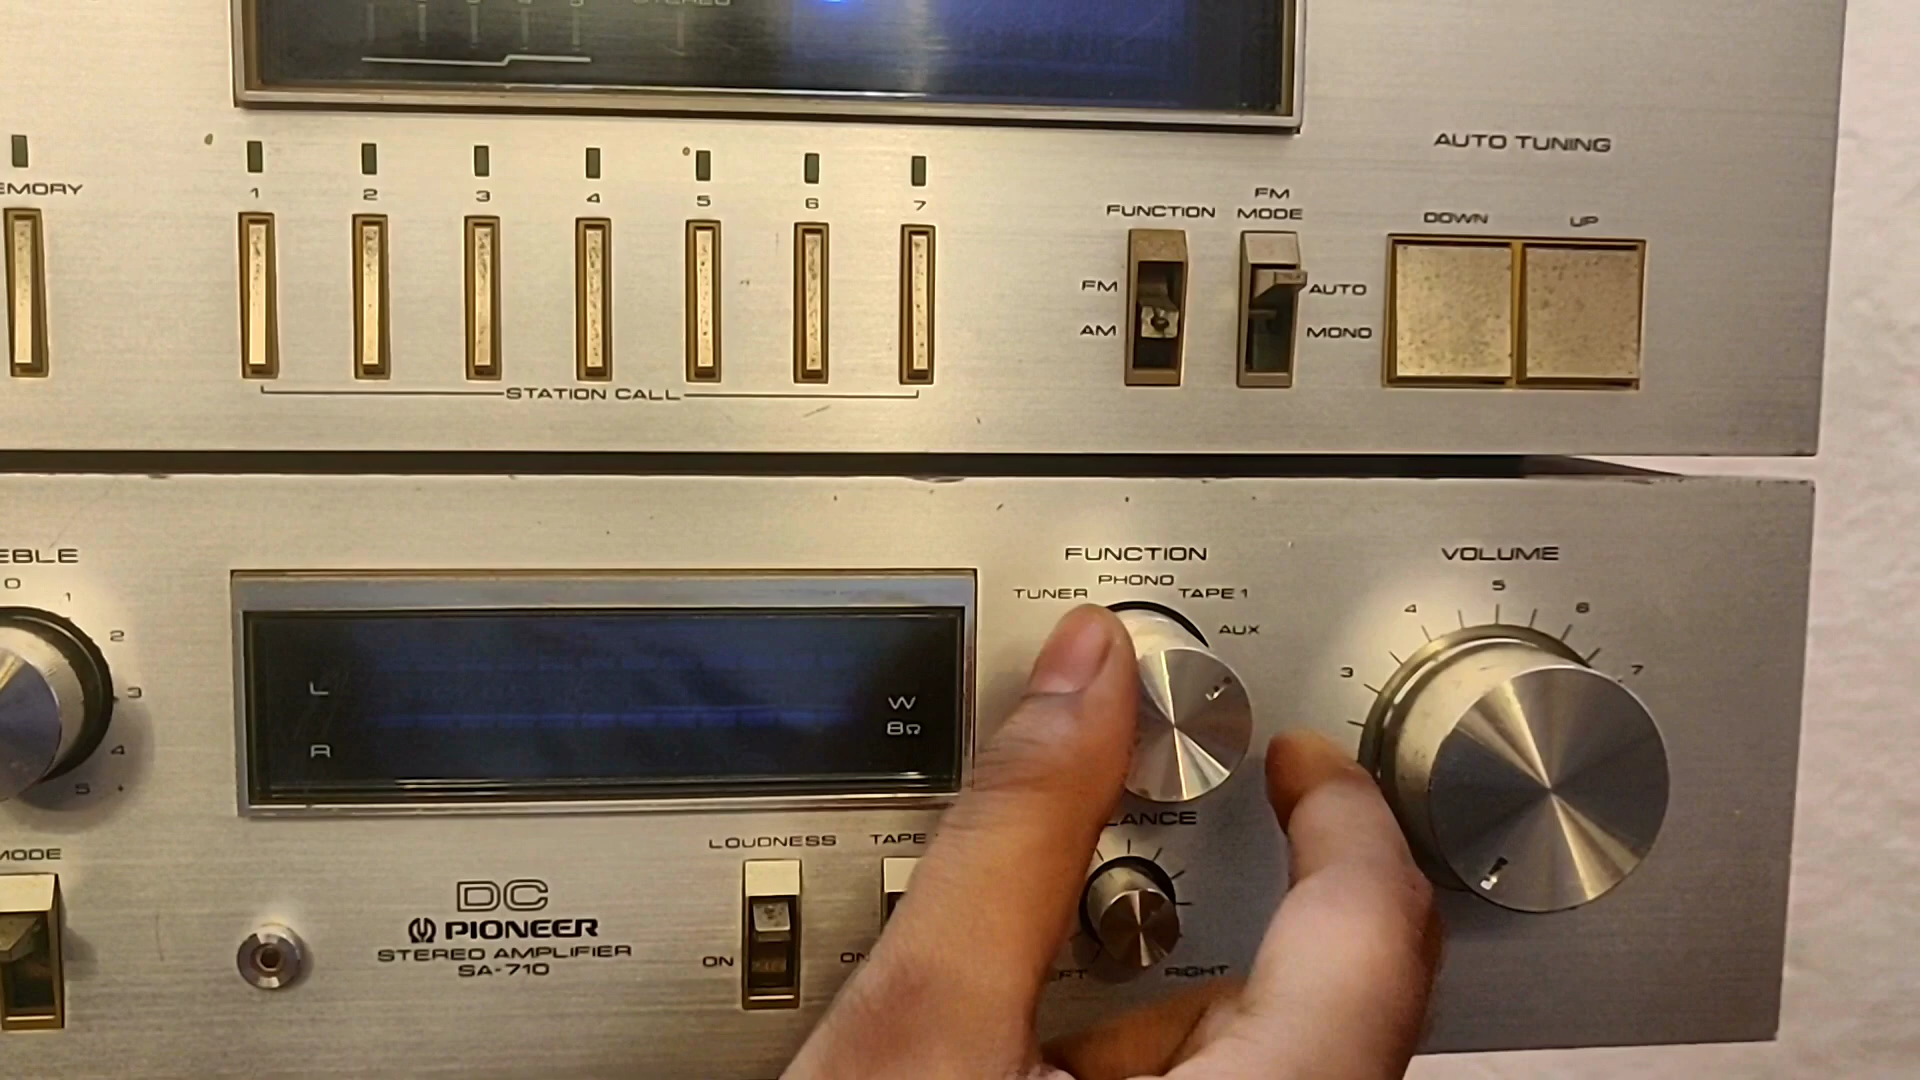 STEREO
AUTO TUNING
EMORY
1 2 3 4 5 6 7
FUNCTION
FM
MODE
DOWN UP
FM
AM
AUTO
MONO
STATION CALL
EBLE
0 1 2 3 4 5
L
R
W
8Ω
FUNCTION
TUNER PHONO TAPE 1 AUX
VOLUME
3 4 5 6 7
MODE
DC
PIONEER
STEREO AMPLIFIER
SA-710
LOUDNESS
ON
TAPE
ON
LANCE
EFT RIGHT